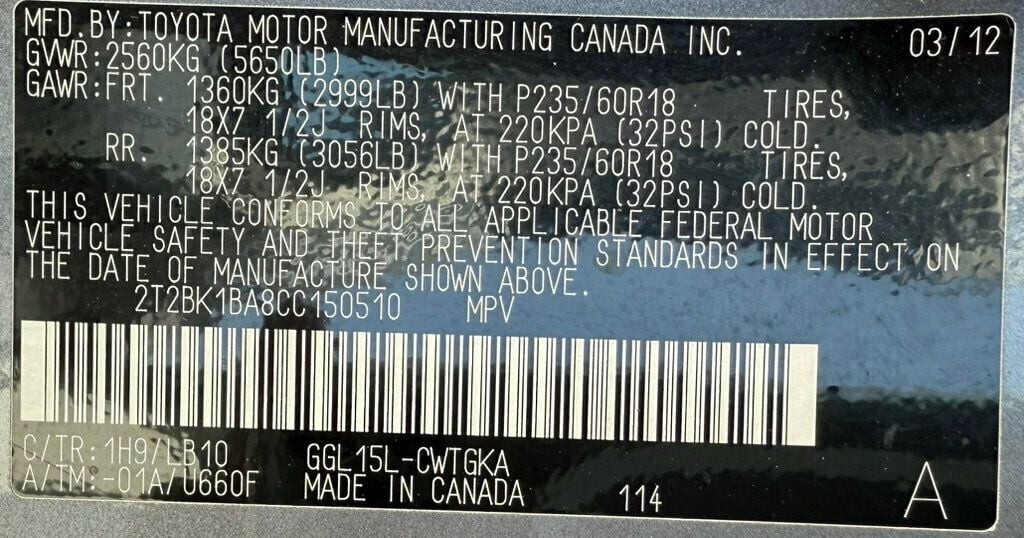 MFD.BY:TOYOTA MOTOR MANUFACTURING CANADA INC. 03/12
GVWR:2560KG (5650LB)
GAWR:FRT. 1360KG (2999LB) WITH P235/60R18 TIRES,
18X7 1/2J RIMS, AT 220KPA (32PSI) COLD.
RR. 1385KG (3056LB) WITH P235/60R18 TIRES,
18X7 1/2J RIMS, AT 220KPA (32PSI) COLD.
THIS VEHICLE CONFORMS TO ALL APPLICABLE FEDERAL MOTOR
VEHICLE SAFETY AND THEFT PREVENTION STANDARDS IN EFFECT ON
THE DATE OF MANUFACTURE SHOWN ABOVE.
2T2BK1BA8CC150510 MPV
C/TR:1H9/LB10 GGL15L-CWTGKA
A/TM:-01A/U660F MADE IN CANADA 114 A